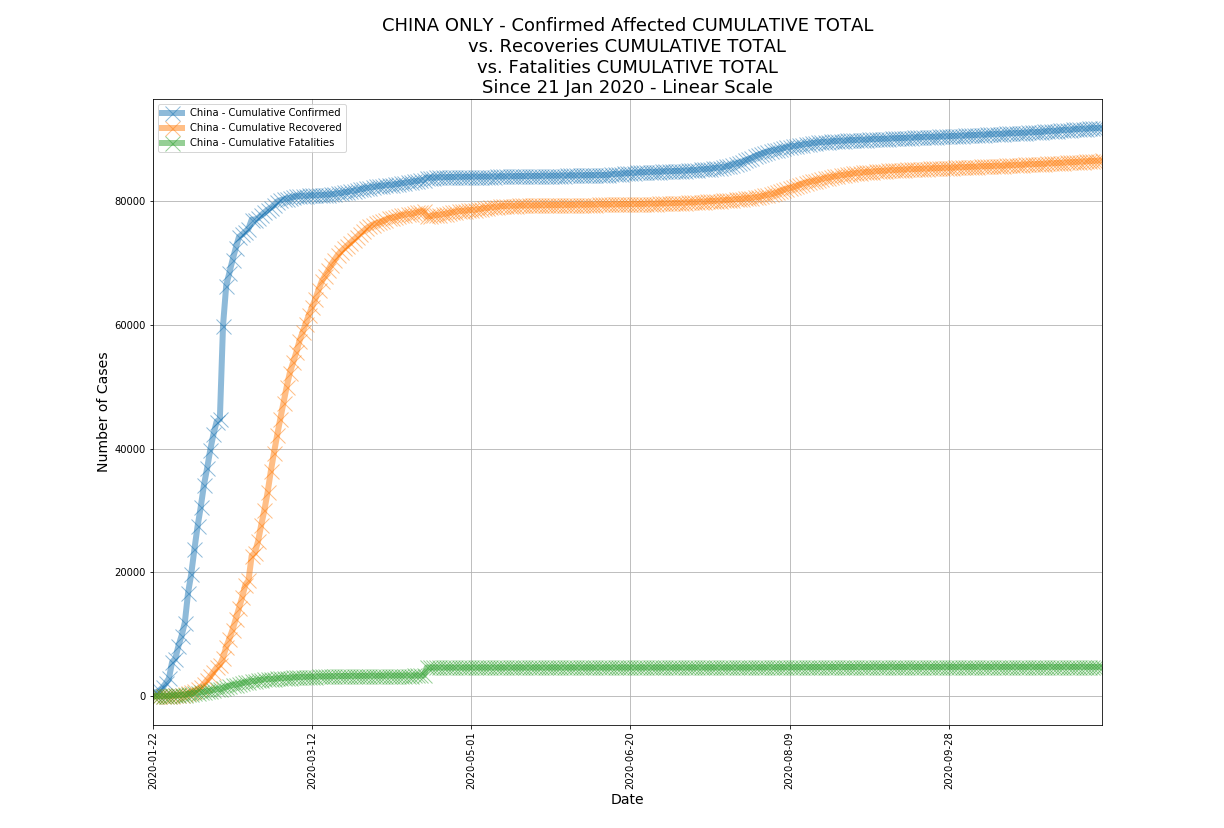 CHINA ONLY - Confirmed Affected CUMULATIVE TOTAL
vs. Recoveries CUMULATIVE TOTAL
vs. Fatalities CUMULATIVE TOTAL
Since 21 Jan 2020 - Linear Scale
China - Cumulative Confirmed
China - Cumulative Recovered
China - Cumulative Fatalities
Number of Cases
80000
60000
40000
20000
0
2020-01-22
2020-03-12
2020-05-01
2020-06-20
2020-08-09
2020-09-28
Date